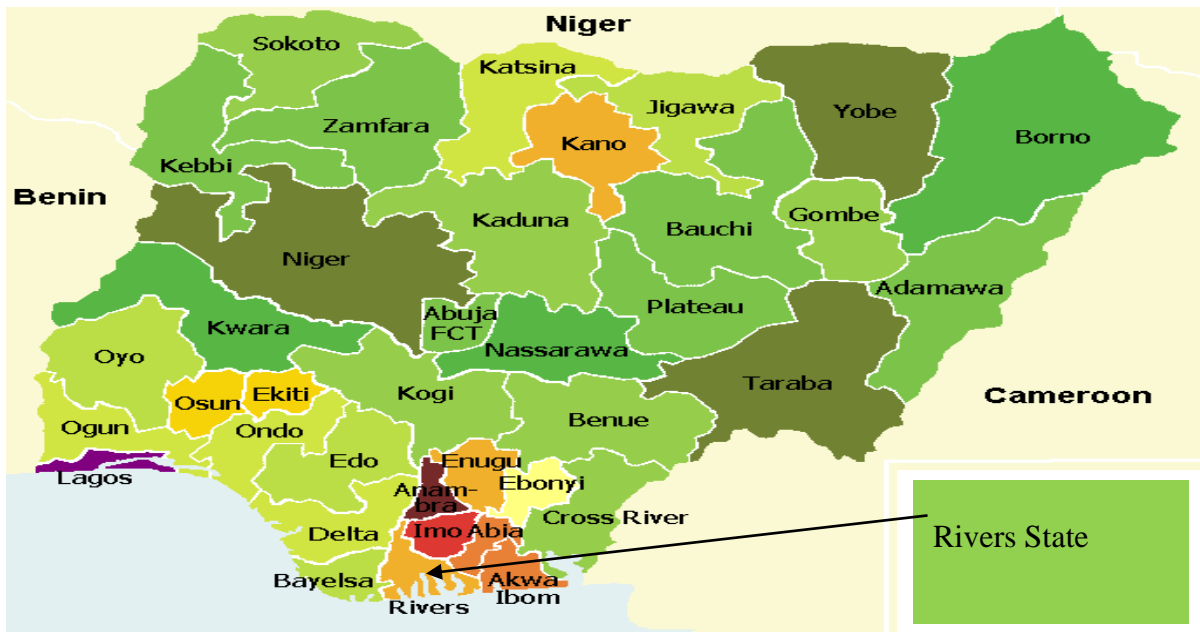 Niger
Sokoto
Katsina
Jigawa
Yobe
Zamfara
Kano
Borno
Kebbi
Benin
Kaduna
Gombe
Bauchi
Niger
Adamawa
Plateau
Abuja
FCT
Kwara
Nassarawa
Oyo
Taraba
Cameroon
Osun
Ekiti
Kogi
Benue
Ogun
Ondo
Edo
Enugu
Lagos
Ebonyi
Anam-
bra
Cross River
Delta
Imo
Abia
Rivers State
Bayelsa
Akwa
Ibom
Rivers